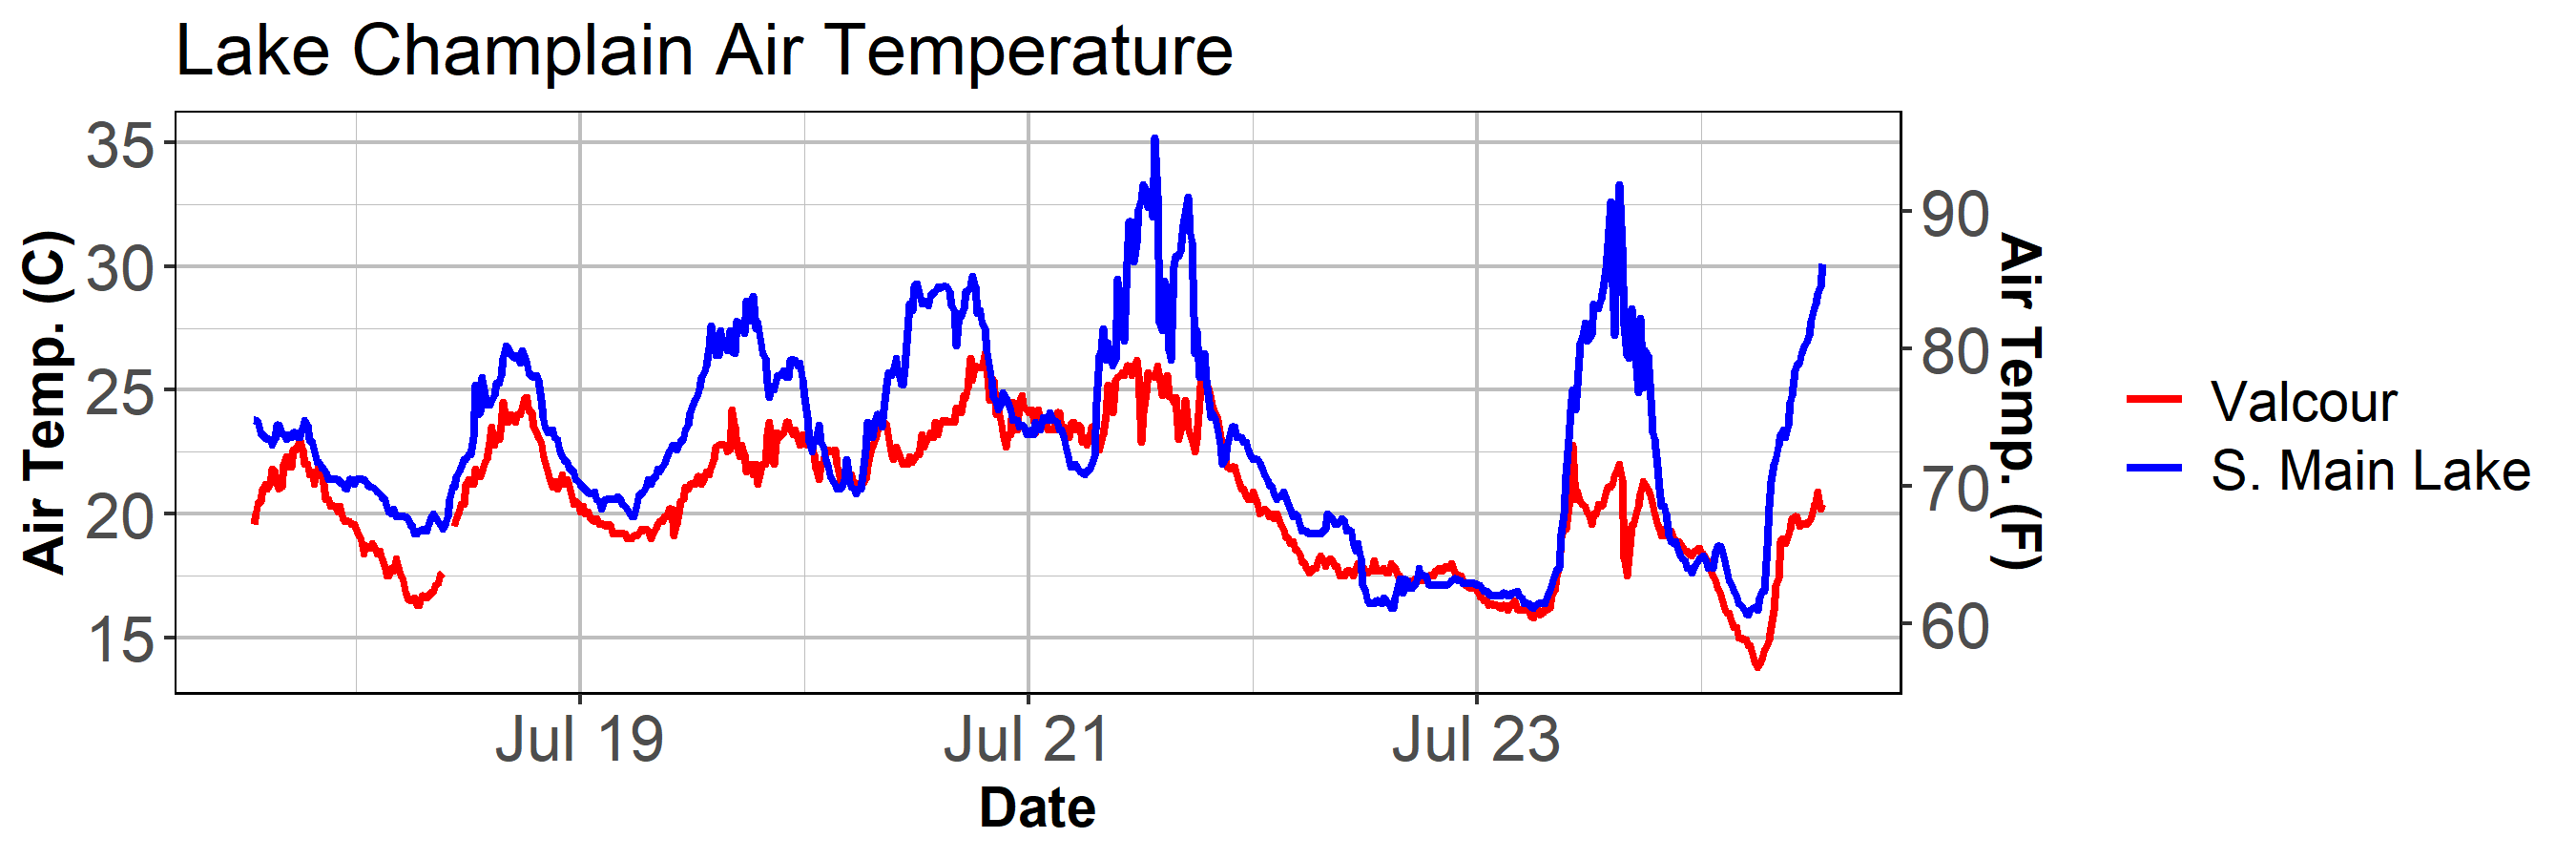 Lake Champlain Air Temperature
Air Temp. (C)
35
30
25
20
15
90
80
70
60
Air Temp. (F)
Jul 19
Jul 21
Jul 23
Date
Valcour
S. Main Lake